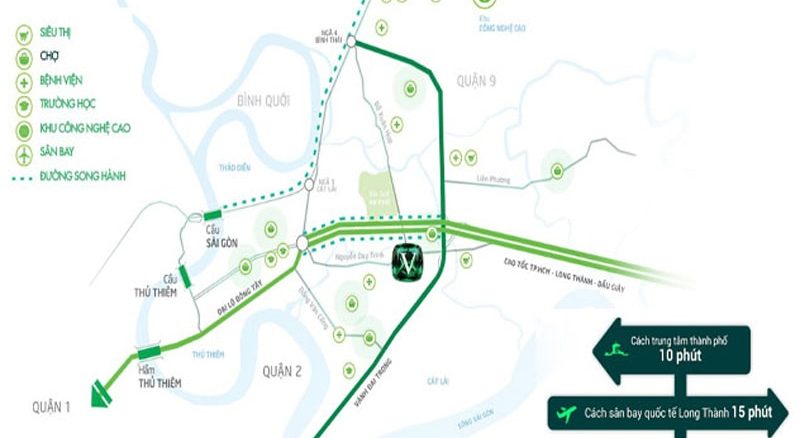 SIÊU THỊ
CHỢ
BỆNH VIỆN
TRƯỜNG HỌC
KHU CÔNG NGHỆ CAO
SÂN BAY
ĐƯỜNG SONG HÀNH
Khu
CÔNG NGHỆ CAO
NGÃ 4
BÌNH THÁI
QUẬN 9
BÌNH QUỚI
Đỗ Xuân Hợp
THẢO ĐIỀN
NGÃ 3
CÁT LÁI
Liên Phường
Cầu
SÀI GÒN
Nguyễn Duy Trinh
CAO TỐC TP.HCM - LONG THÀNH - DẦU GIÂY
Cầu
THỦ THIÊM
ĐẠI LỘ ĐÔNG TÂY
Đồng Văn Cống
THỦ THIÊM
Hầm
THỦ THIÊM
QUẬN 2
VÀNH ĐAI TRONG
CÁT LÁI
QUẬN 1
SÔNG SÀI GÒN
Cách trung tâm thành phố
10 phút
Cách sân bay quốc tế Long Thành 15 phút